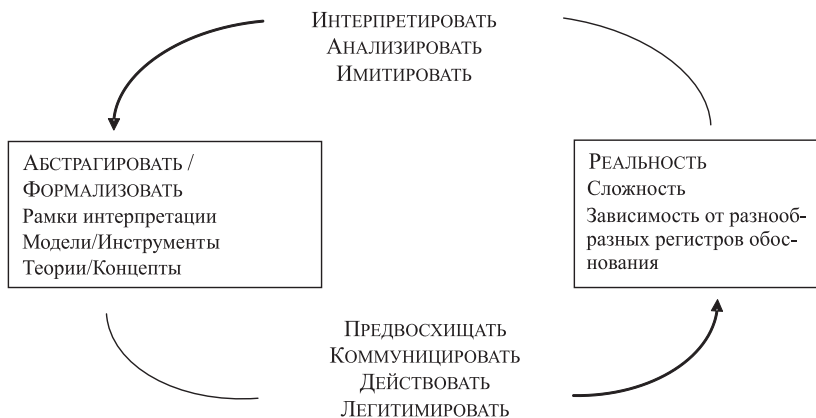 ИНТЕРПРЕТИРОВАТЬ
АНАЛИЗИРОВАТЬ
ИМИТИРОВАТЬ
АБСТРАГИРОВАТЬ /
ФОРМАЛИЗОВАТЬ
Рамки интерпретации
Модели/Инструменты
Теории/Концепты
РЕАЛЬНОСТЬ
Сложность
Зависимость от разнооб-
разных регистров обос-
нования
ПРЕДВОСХИЩАТЬ
КОММУНИЦИРОВАТЬ
ДЕЙСТВОВАТЬ
ЛЕГИТИМИРОВАТЬ